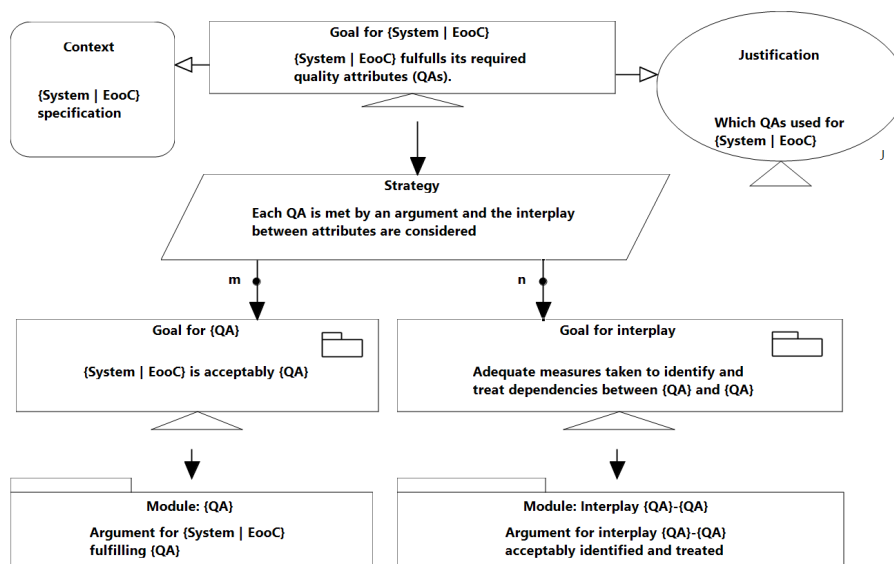 Context
{System | EooC}
specification
Goal for {System | EooC}
{System | EooC} fulfulls its required
quality attributes (QAs).
Justification
Which QAs used for
{System | EooC}
J
Strategy
Each QA is met by an argument and the interplay
between attributes are considered
m
n
Goal for {QA}
{System | EooC} is acceptably {QA}
Goal for interplay
Adequate measures taken to identify and
treat dependencies between {QA} and {QA}
Module: {QA}
Argument for {System | EooC}
fulfilling {QA}
Module: Interplay {QA}-{QA}
Argument for interplay {QA}-{QA}
acceptably identified and treated